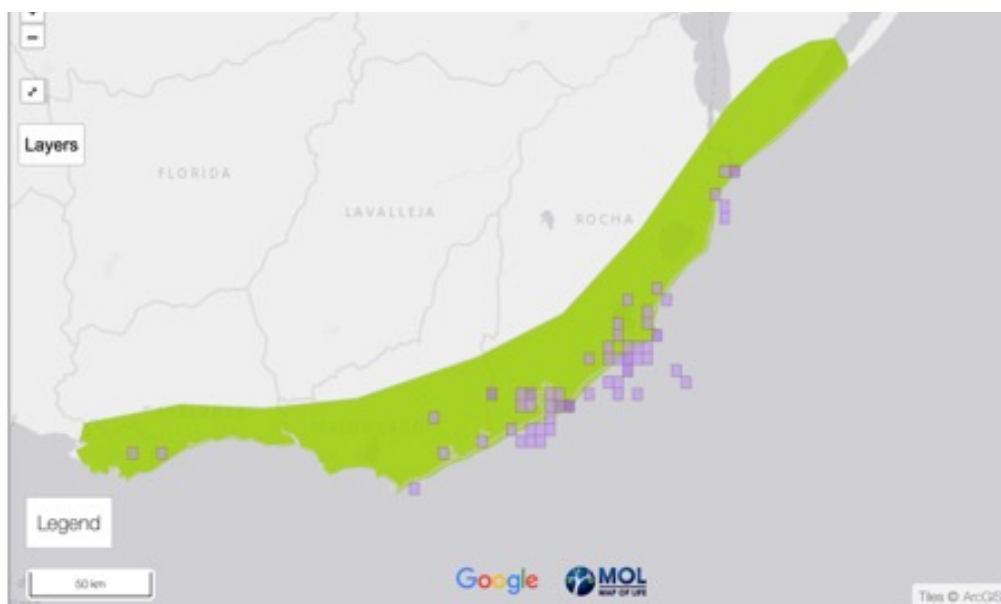 Layers
FLORIDA
LAVALLEJA
ROCHA
Legend
50 km
Google
MOL
MAP OF LIFE
Tiles © ArcGIS